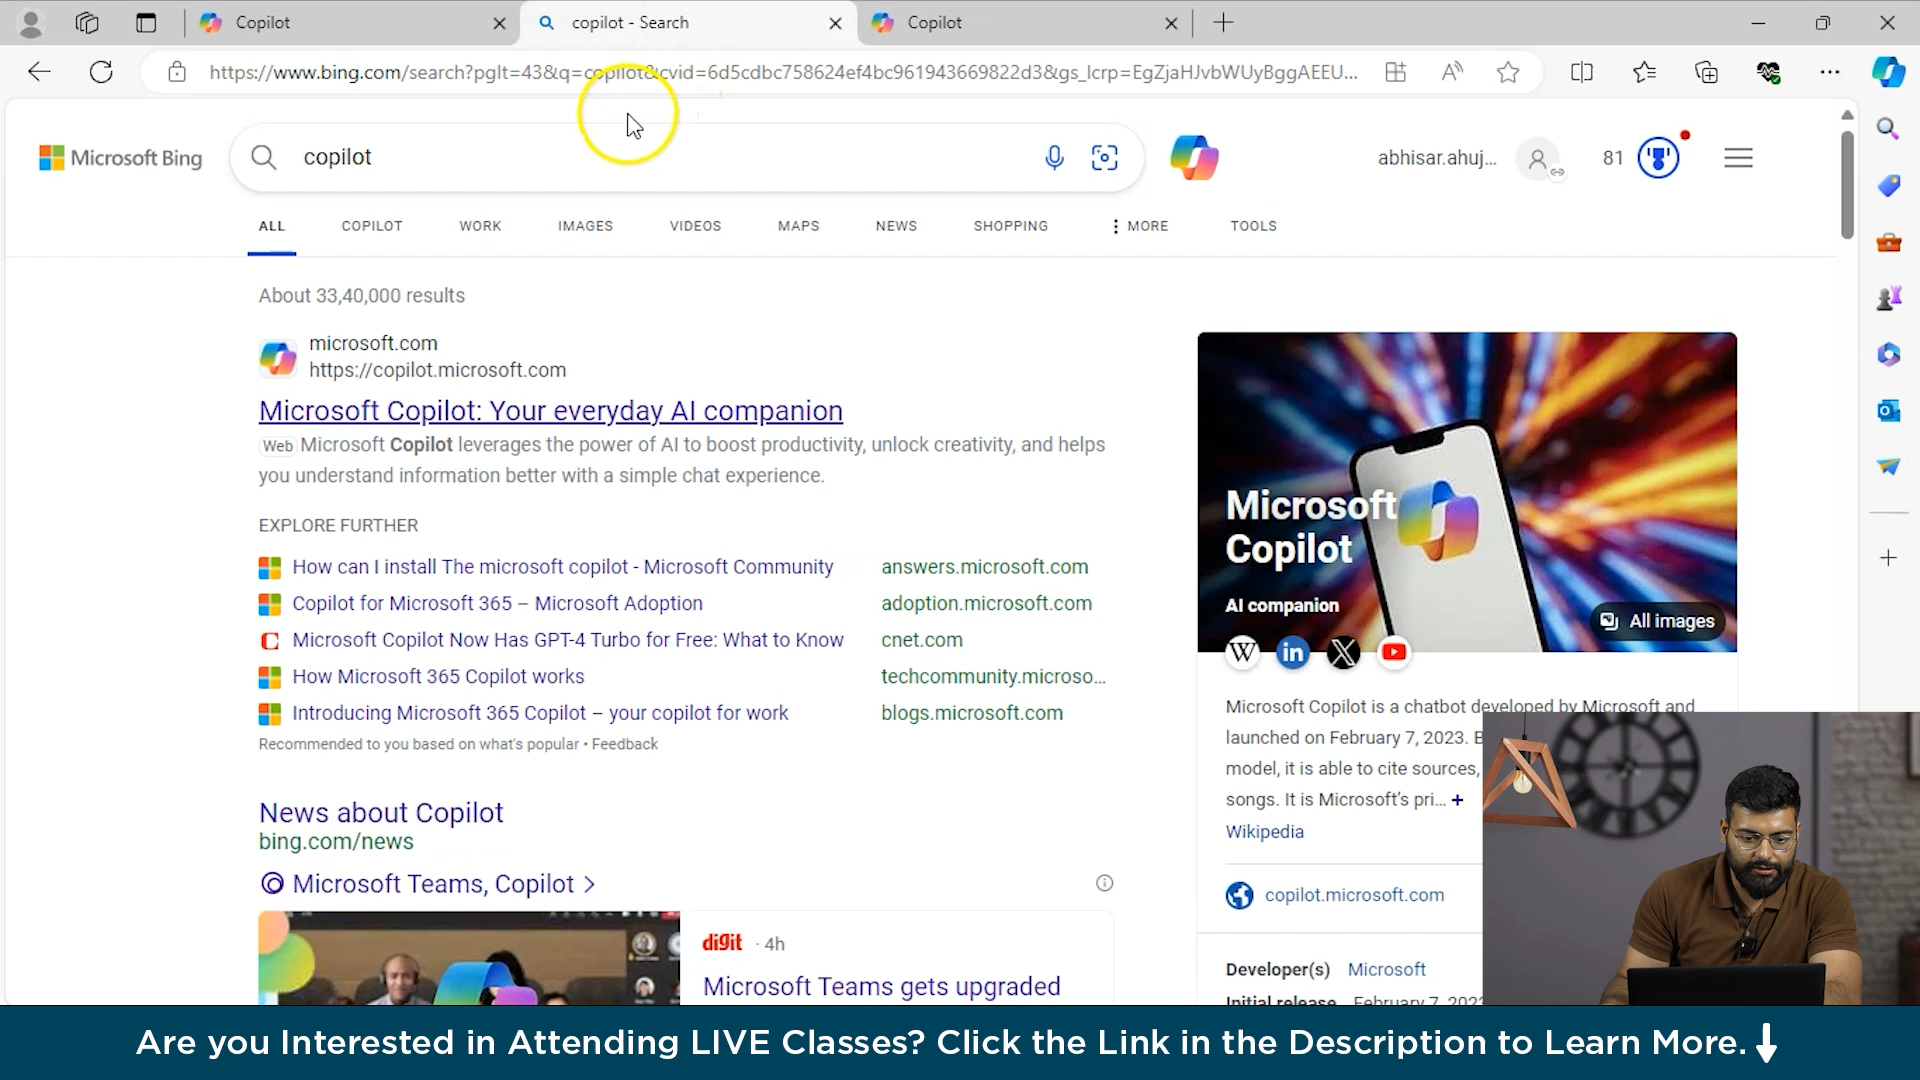 Copilot
copilot - Search
Copilot
https://www.bing.com/search?pglt=43&q=copilot&cvid=6d5cdbc758624ef4bc961943669822d3&gs_lcrp=EgZjaHJvbWUyBggAEEU...
Microsoft Bing
copilot
abhisar.ahuj...
81
ALL
COPILOT
WORK
IMAGES
VIDEOS
MAPS
NEWS
SHOPPING
MORE
TOOLS
About 33,40,000 results
microsoft.com
https://copilot.microsoft.com
Microsoft Copilot: Your everyday AI companion
Web Microsoft Copilot leverages the power of AI to boost productivity, unlock creativity, and helps
you understand information better with a simple chat experience.
EXPLORE FURTHER
How can I install The microsoft copilot - Microsoft Community answers.microsoft.com
Copilot for Microsoft 365 – Microsoft Adoption adoption.microsoft.com
Microsoft Copilot Now Has GPT-4 Turbo for Free: What to Know cnet.com
How Microsoft 365 Copilot works techcommunity.microso...
Introducing Microsoft 365 Copilot – your copilot for work blogs.microsoft.com
Recommended to you based on what's popular • Feedback
News about Copilot
bing.com/news
Microsoft Teams, Copilot >
digit · 4h
Microsoft Teams gets upgraded
Microsoft
Copilot
AI companion
All images
Microsoft Copilot is a chatbot developed by Microsoft and
launched on February 7, 2023. B
model, it is able to cite sources,
songs. It is Microsoft's pri... +
Wikipedia
copilot.microsoft.com
Developer(s) Microsoft
Initial release February 7, 2023
Are you Interested in Attending LIVE Classes? Click the Link in the Description to Learn More.